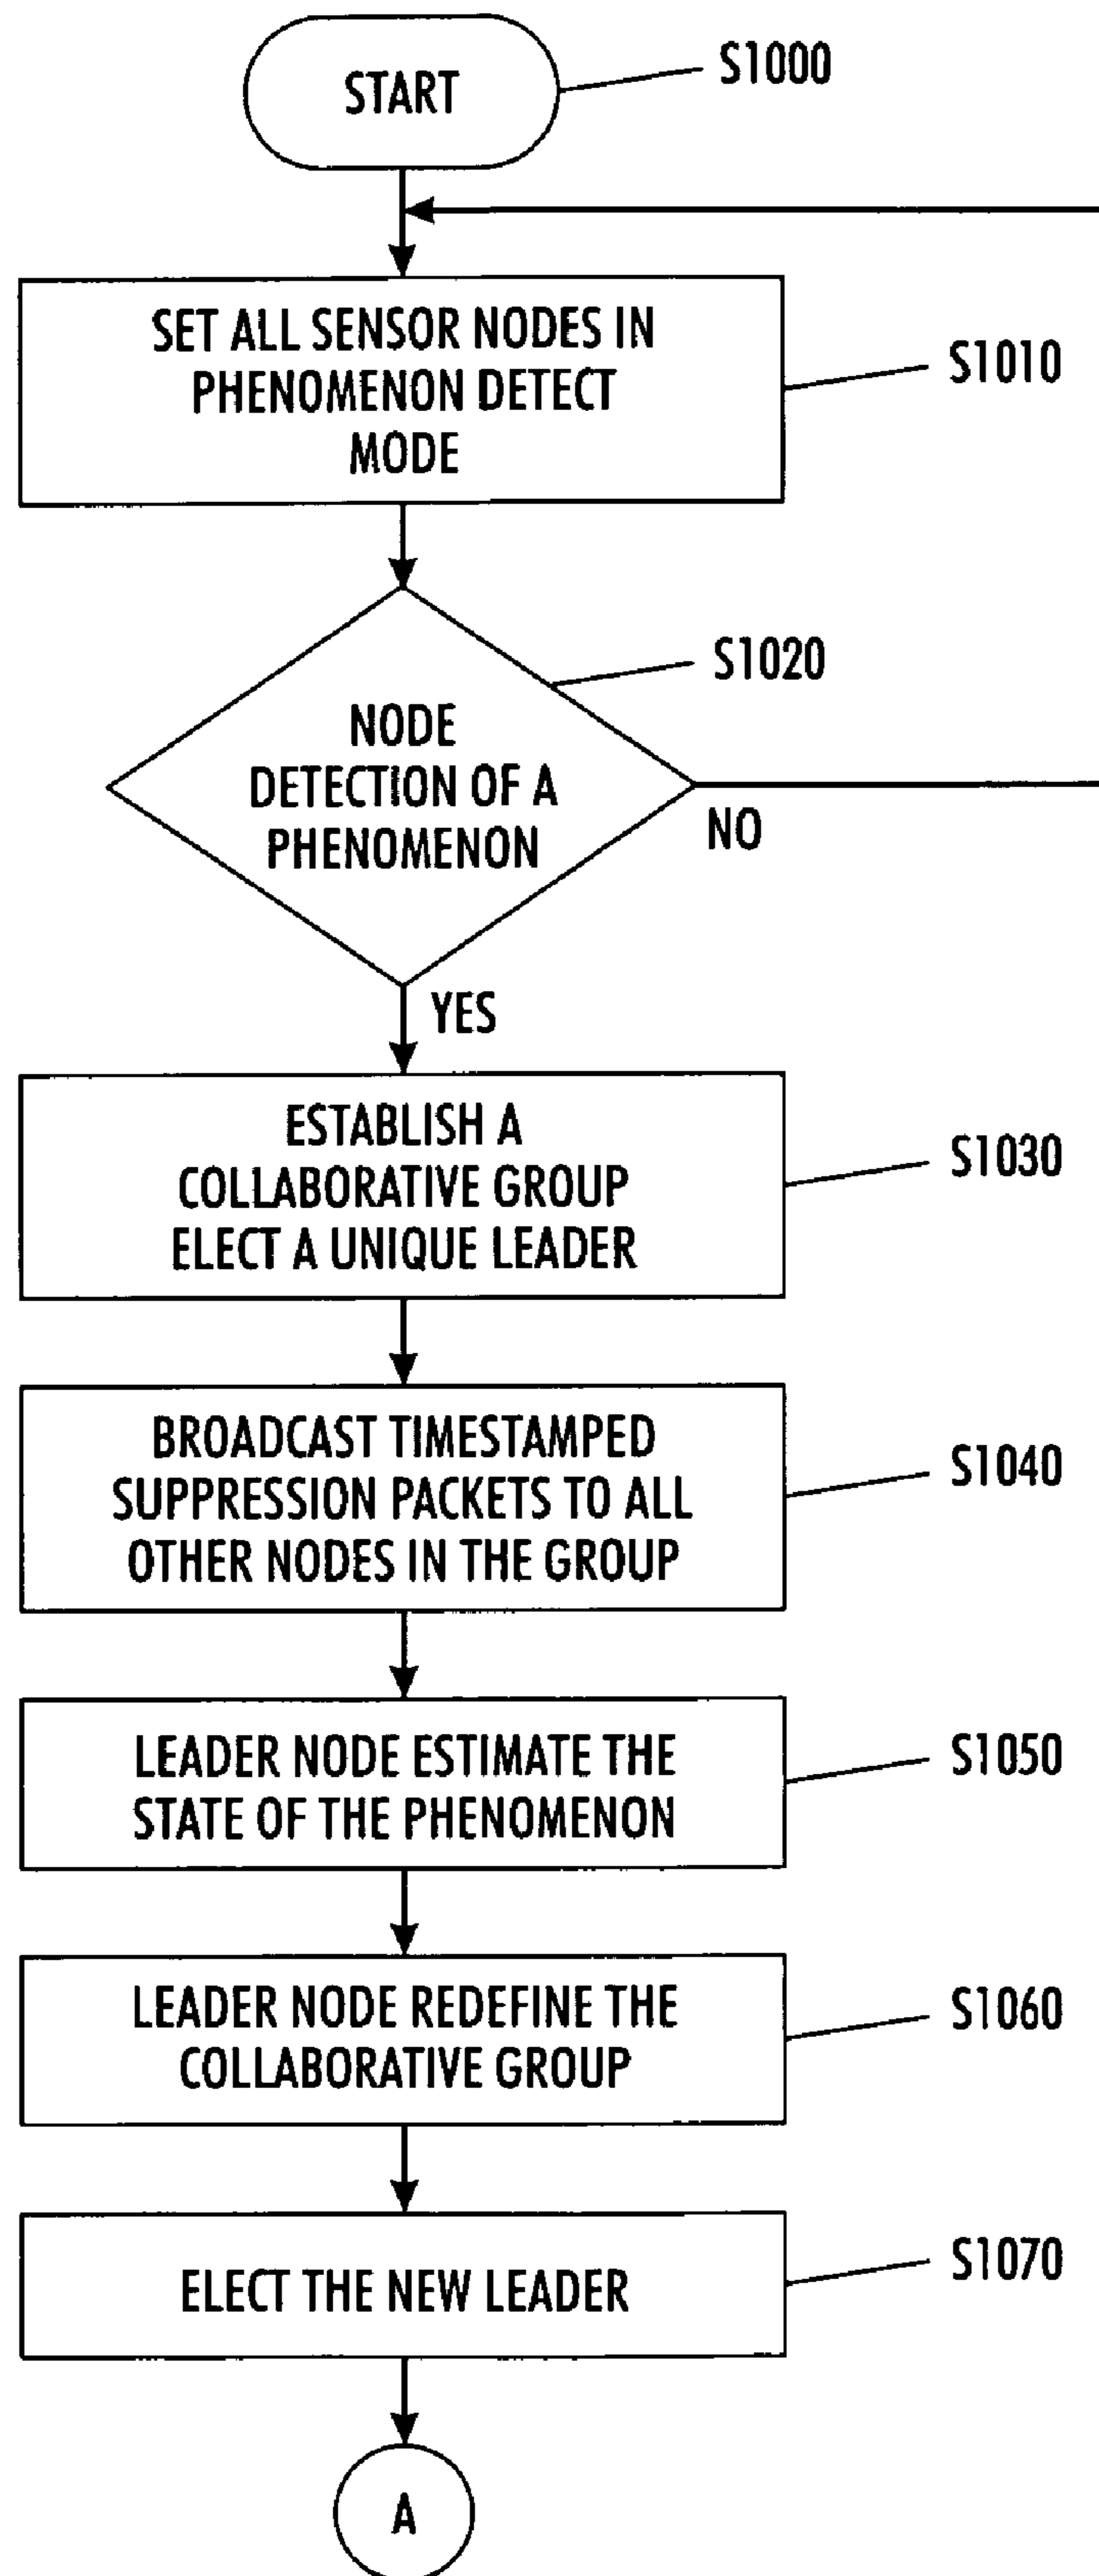 START
S1000
SET ALL SENSOR NODES IN
PHENOMENON DETECT
MODE
S1010
NODE
DETECTION OF A
PHENOMENON
S1020
NO
YES
ESTABLISH A
COLLABORATIVE GROUP
ELECT A UNIQUE LEADER
S1030
BROADCAST TIMESTAMPED
SUPPRESSION PACKETS TO ALL
OTHER NODES IN THE GROUP
S1040
LEADER NODE ESTIMATE THE
STATE OF THE PHENOMENON
S1050
LEADER NODE REDEFINE THE
COLLABORATIVE GROUP
S1060
ELECT THE NEW LEADER
S1070
A